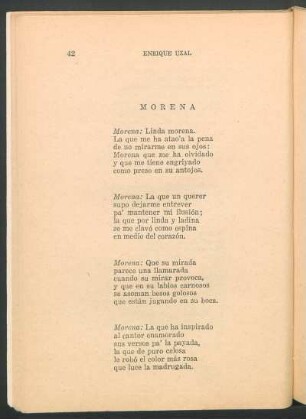 42
ENRIQUE UZAL
MORENA
Morena: Linda morena.
Lo que me ha atao'a la pena
de no mirarme en sus ojos;
Morena que me ha olvidado
y que me tiene engriyado
como preso en su antojos.
Morena: La que un querer
supo dejarme entrever
pa' mantener mi ilusión;
la que por linda y ladina
se me clavó como espina
en medio del corazón.
Morena: Que su mirada
parece una llamarada
cuando su mirar provoca,
y que en su labios carnosos
se asoman besos golosos
que están jugando en su boca.
Morena: La que ha inspirado
al cantor enamorado
sus versos pa' la payada,
la que de puro celosa
le robó el color más rosa
que luce la madrugada.